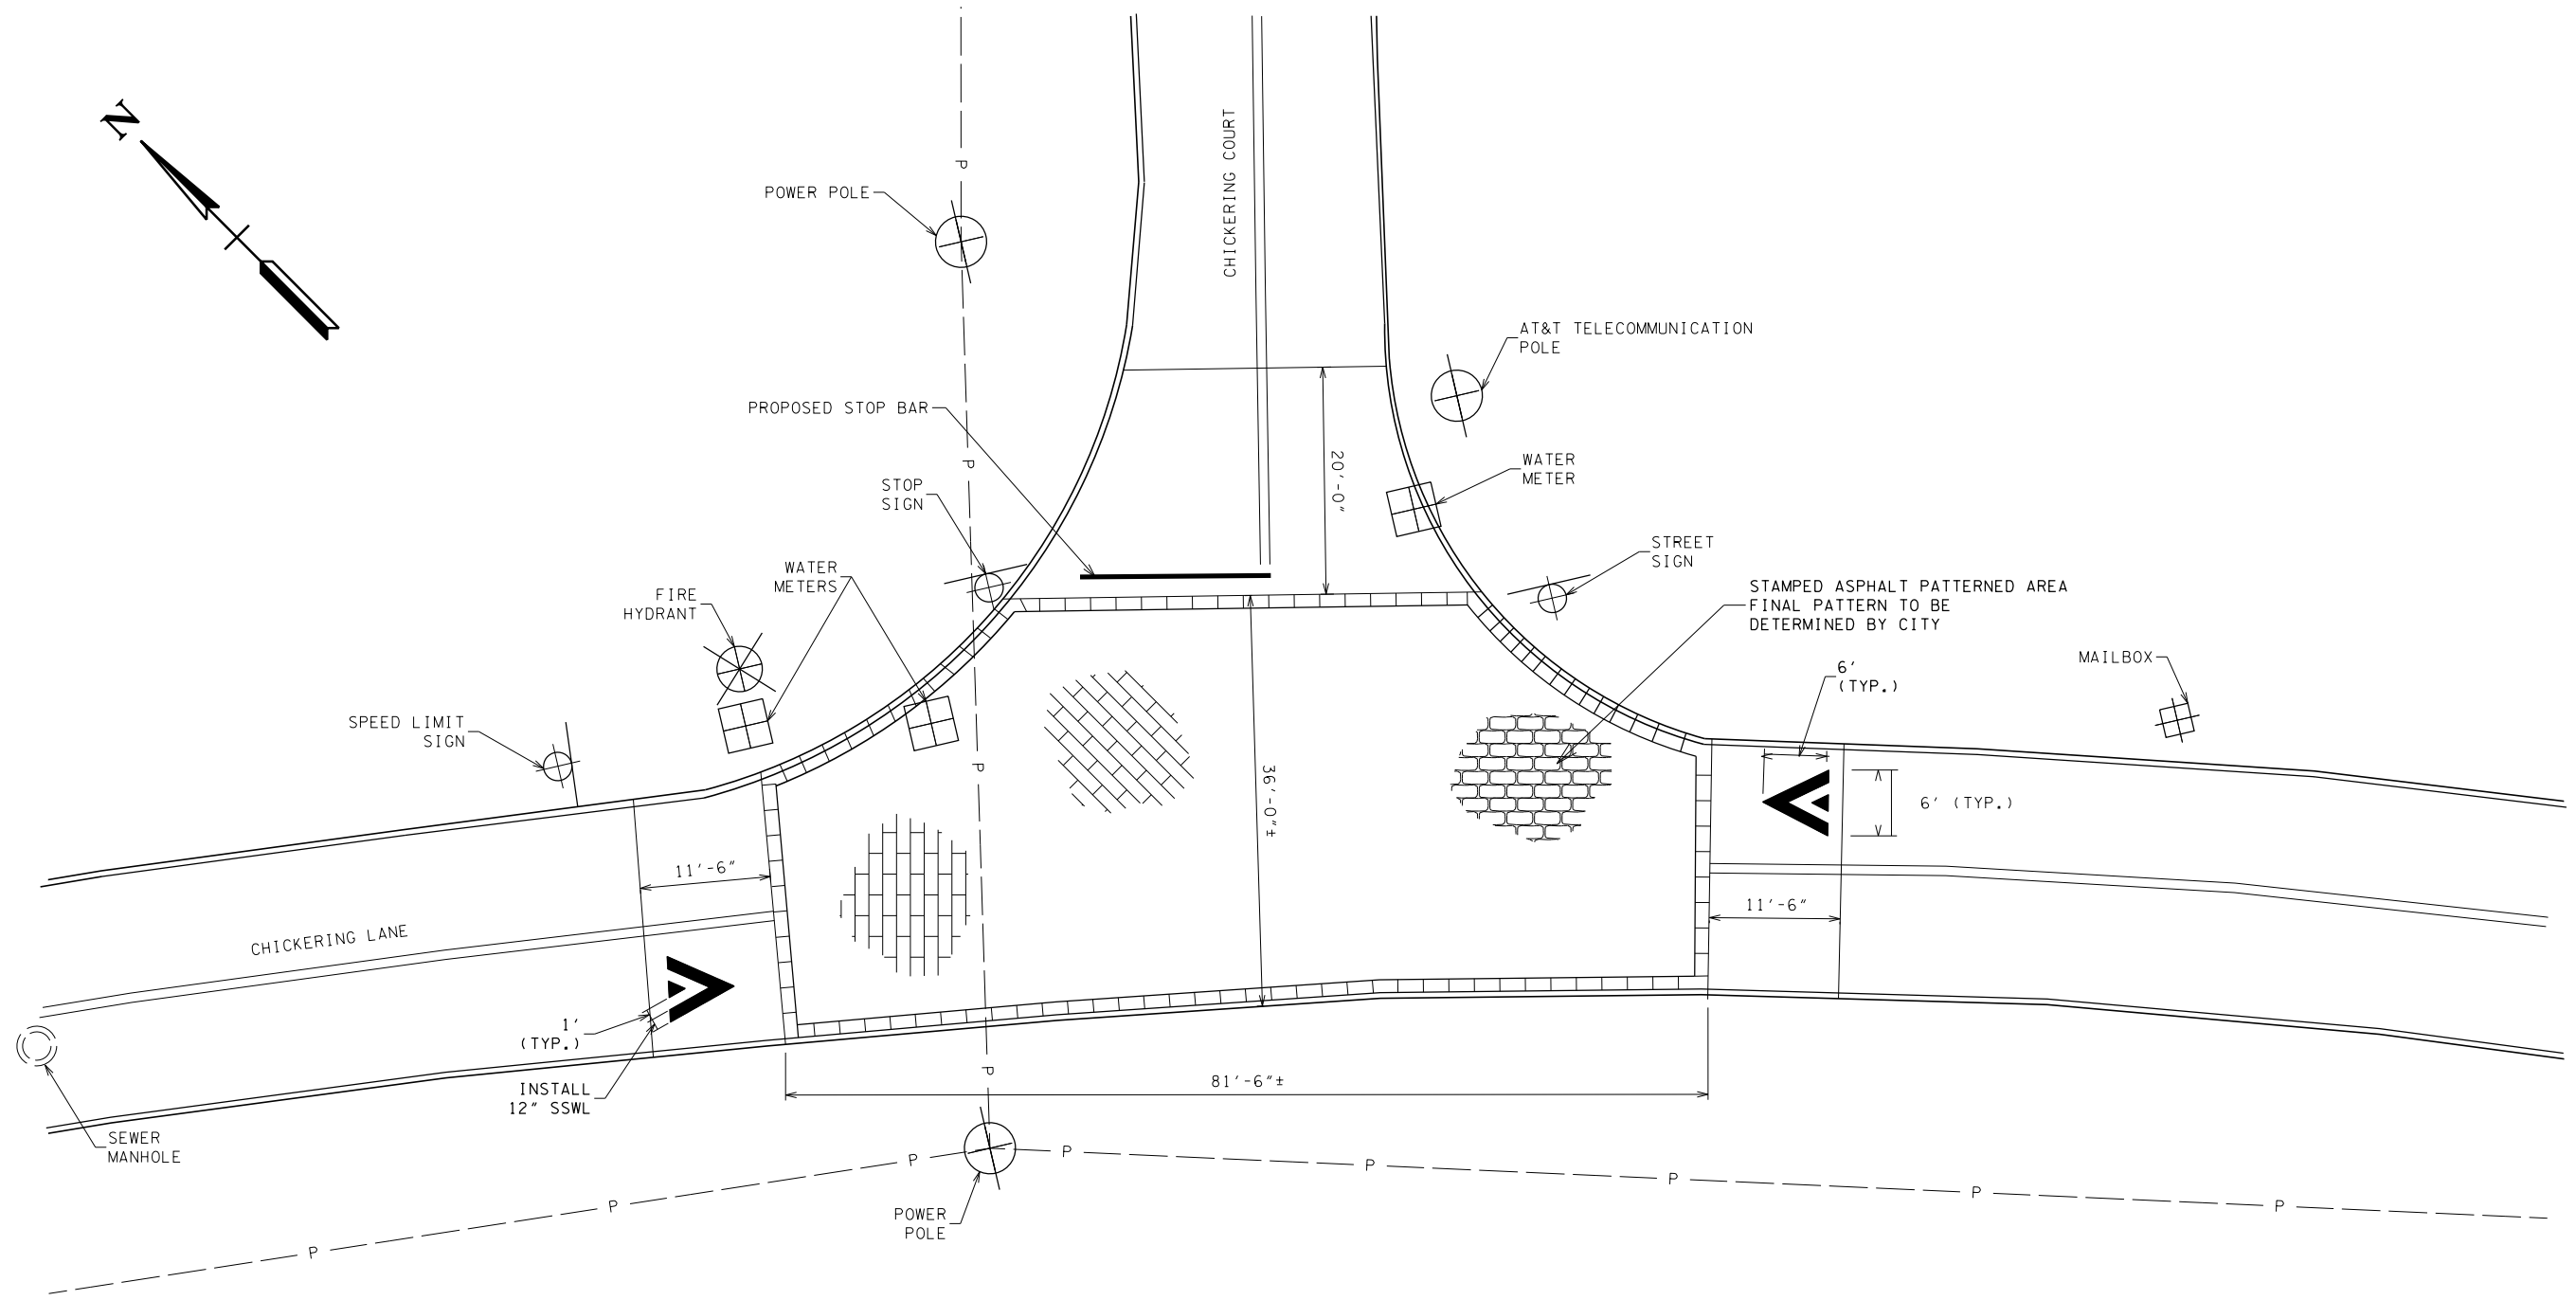 N
P
POWER POLE
CHICKERING COURT
AT&T TELECOMMUNICATION
POLE
PROPOSED STOP BAR
P
20'-0"
WATER
METER
STOP
SIGN
STREET
SIGN
WATER
METERS
FIRE
HYDRANT
STAMPED ASPHALT PATTERNED AREA
FINAL PATTERN TO BE
DETERMINED BY CITY
MAILBOX
6'
(TYP.)
SPEED LIMIT
SIGN
P
36'-0"±
6' (TYP.)
11'-6"
11'-6"
CHICKERING LANE
1'
(TYP.)
P
81'-6"±
INSTALL
12" SSWL
SEWER
MANHOLE
P
P
P
P
P
P
P
P
POWER
POLE